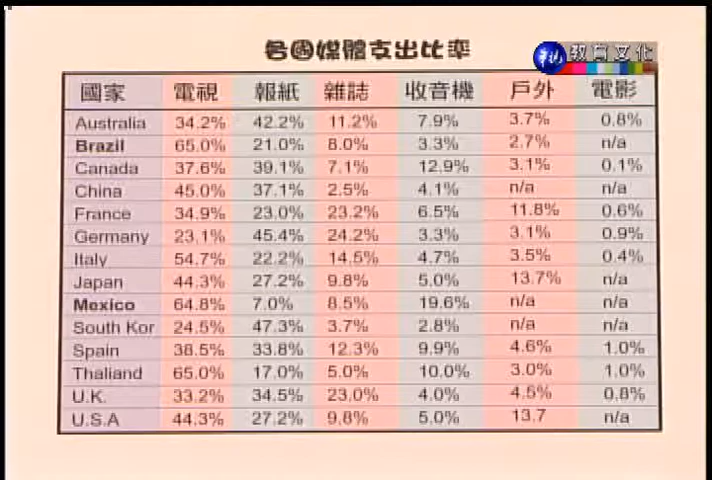 各國媒體支出比率
華視 教育文化
國家 電視 報紙 雜誌 收音機 戶外 電影
Australia 34.2% 42.2% 11.2% 7.9% 3.7% 0.8%
Brazil 65.0% 21.0% 8.0% 3.3% 2.7% n/a
Canada 37.6% 39.1% 7.1% 12.9% 3.1% 0.1%
China 45.0% 37.1% 2.5% 4.1% n/a n/a
France 34.9% 23.0% 23.2% 6.5% 11.8% 0.6%
Germany 23.1% 45.4% 24.2% 3.3% 3.1% 0.9%
Italy 54.7% 22.2% 14.5% 4.7% 3.5% 0.4%
Japan 44.3% 27.2% 9.8% 5.0% 13.7% n/a
Mexico 64.8% 7.0% 8.5% 19.6% n/a n/a
South Kor 24.5% 47.3% 3.7% 2.8% n/a n/a
Spain 38.5% 33.8% 12.3% 9.9% 4.6% 1.0%
Thaliand 65.0% 17.0% 5.0% 10.0% 3.0% 1.0%
U.K. 33.2% 34.5% 23.0% 4.0% 4.5% 0.8%
U.S.A 44.3% 27.2% 9.8% 5.0% 13.7 n/a